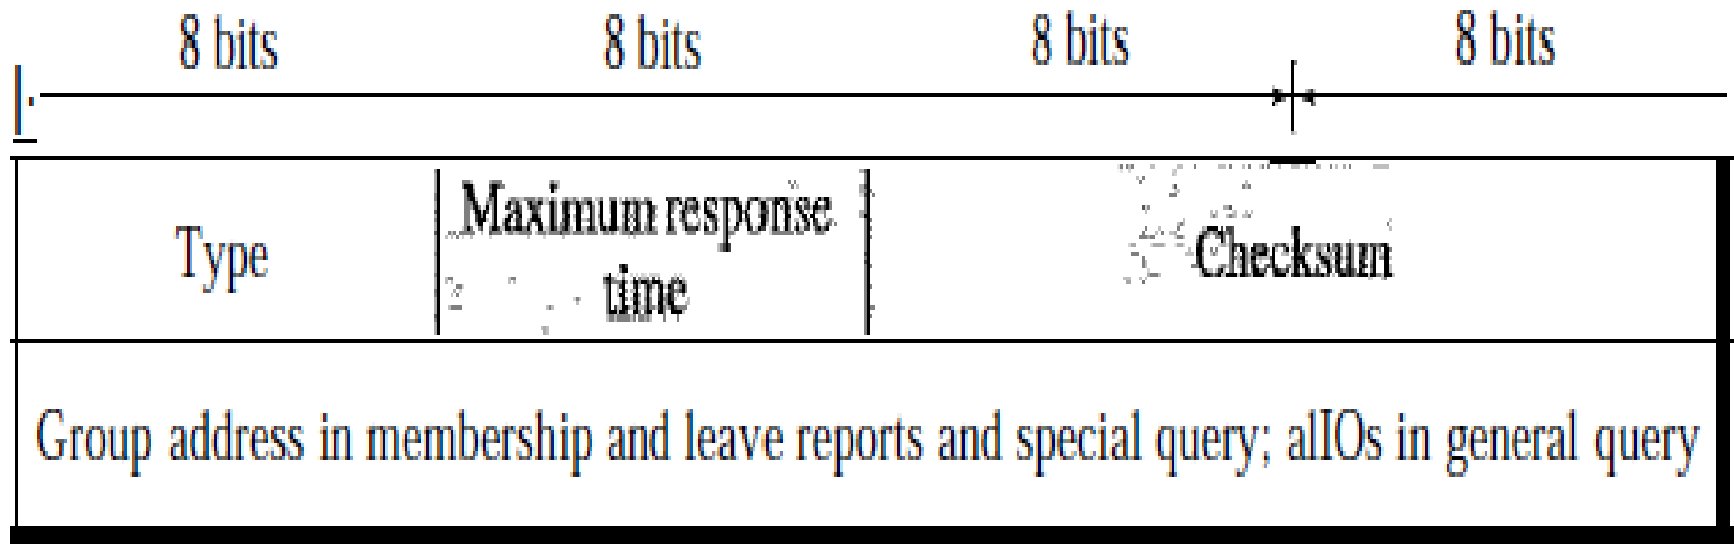 8 bits 8 bits 8 bits 8 bits
Type
Maximum response
time
Checksum
Group address in membership and leave reports and special query; alIOs in general query